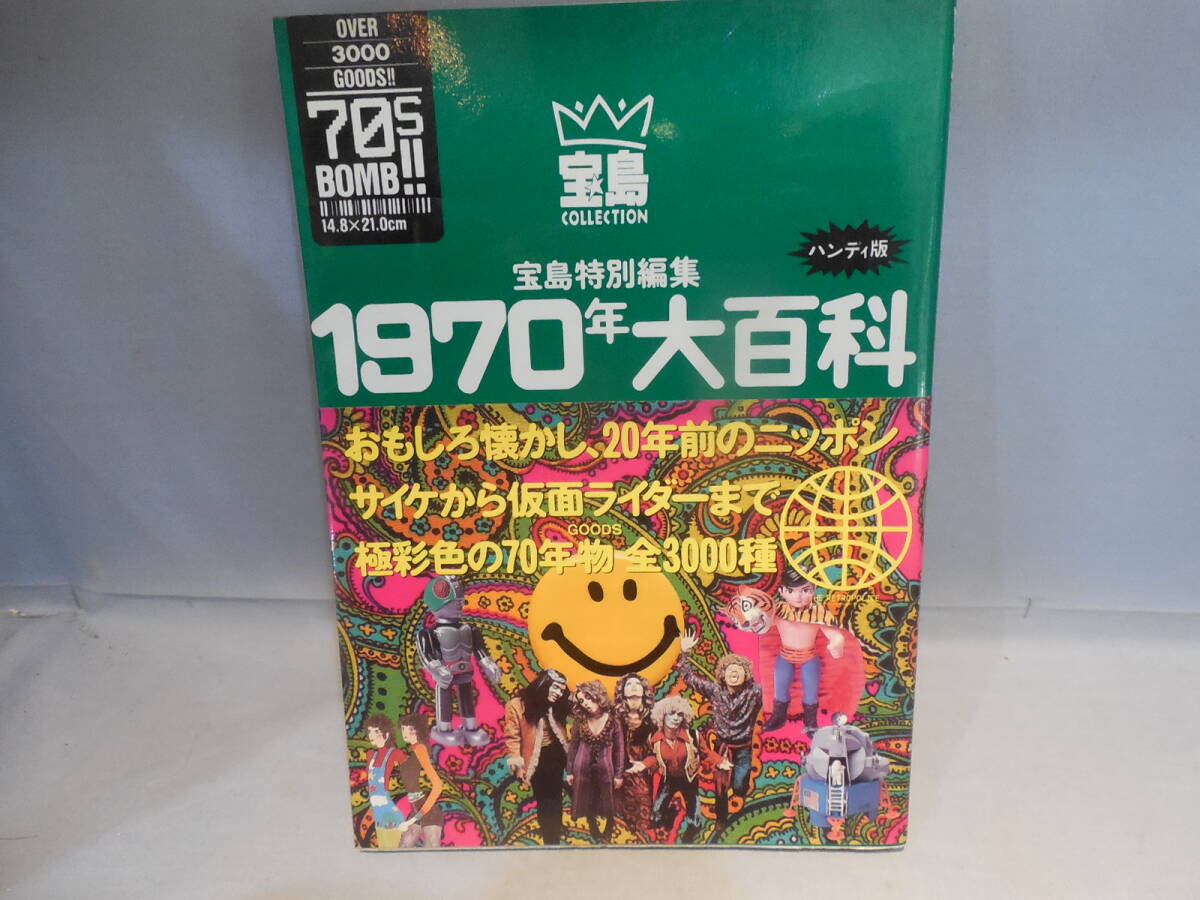 OVER
3000
GOODS!!
70S
BOMB!!
14.8×21.0cm
宝島
COLLECTION
ハンディ版
宝島特別編集
1970年大百科
おもしろ懐かし、20年前のニッポン
サイケから仮面ライダーまで
GOODS
極彩色の70年物 全3000種